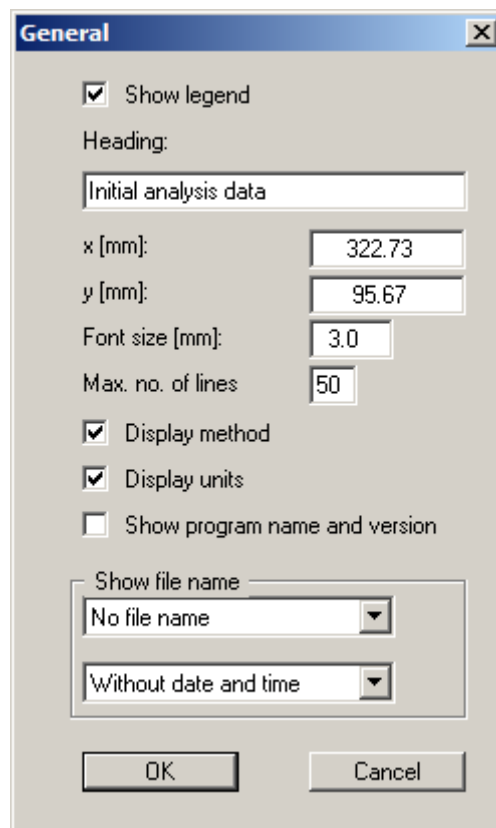 General
Show legend
Heading:
Initial analysis data
x [mm]: 322.73
y [mm]: 95.67
Font size [mm]: 3.0
Max. no. of lines 50
Display method
Display units
Show program name and version
Show file name
No file name
Without date and time
OK Cancel